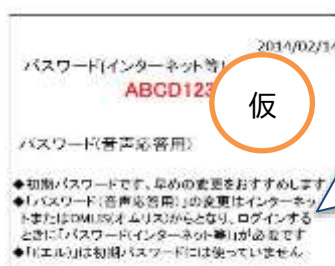 2014/02/14
パスワード(インターネット等)
ABCD123
仮
パスワード(音声応答用)
◆初期パスワードです、早めの変更をおすすめします
◆「パスワード(音声応答用)」の変更はインターネッ
トまたはOMLIS(オムリス)からとなり、ログインする
ときに「パスワード(インターネット等)」が必要です
◆「l(エル)」は初期パスワードには使っていません